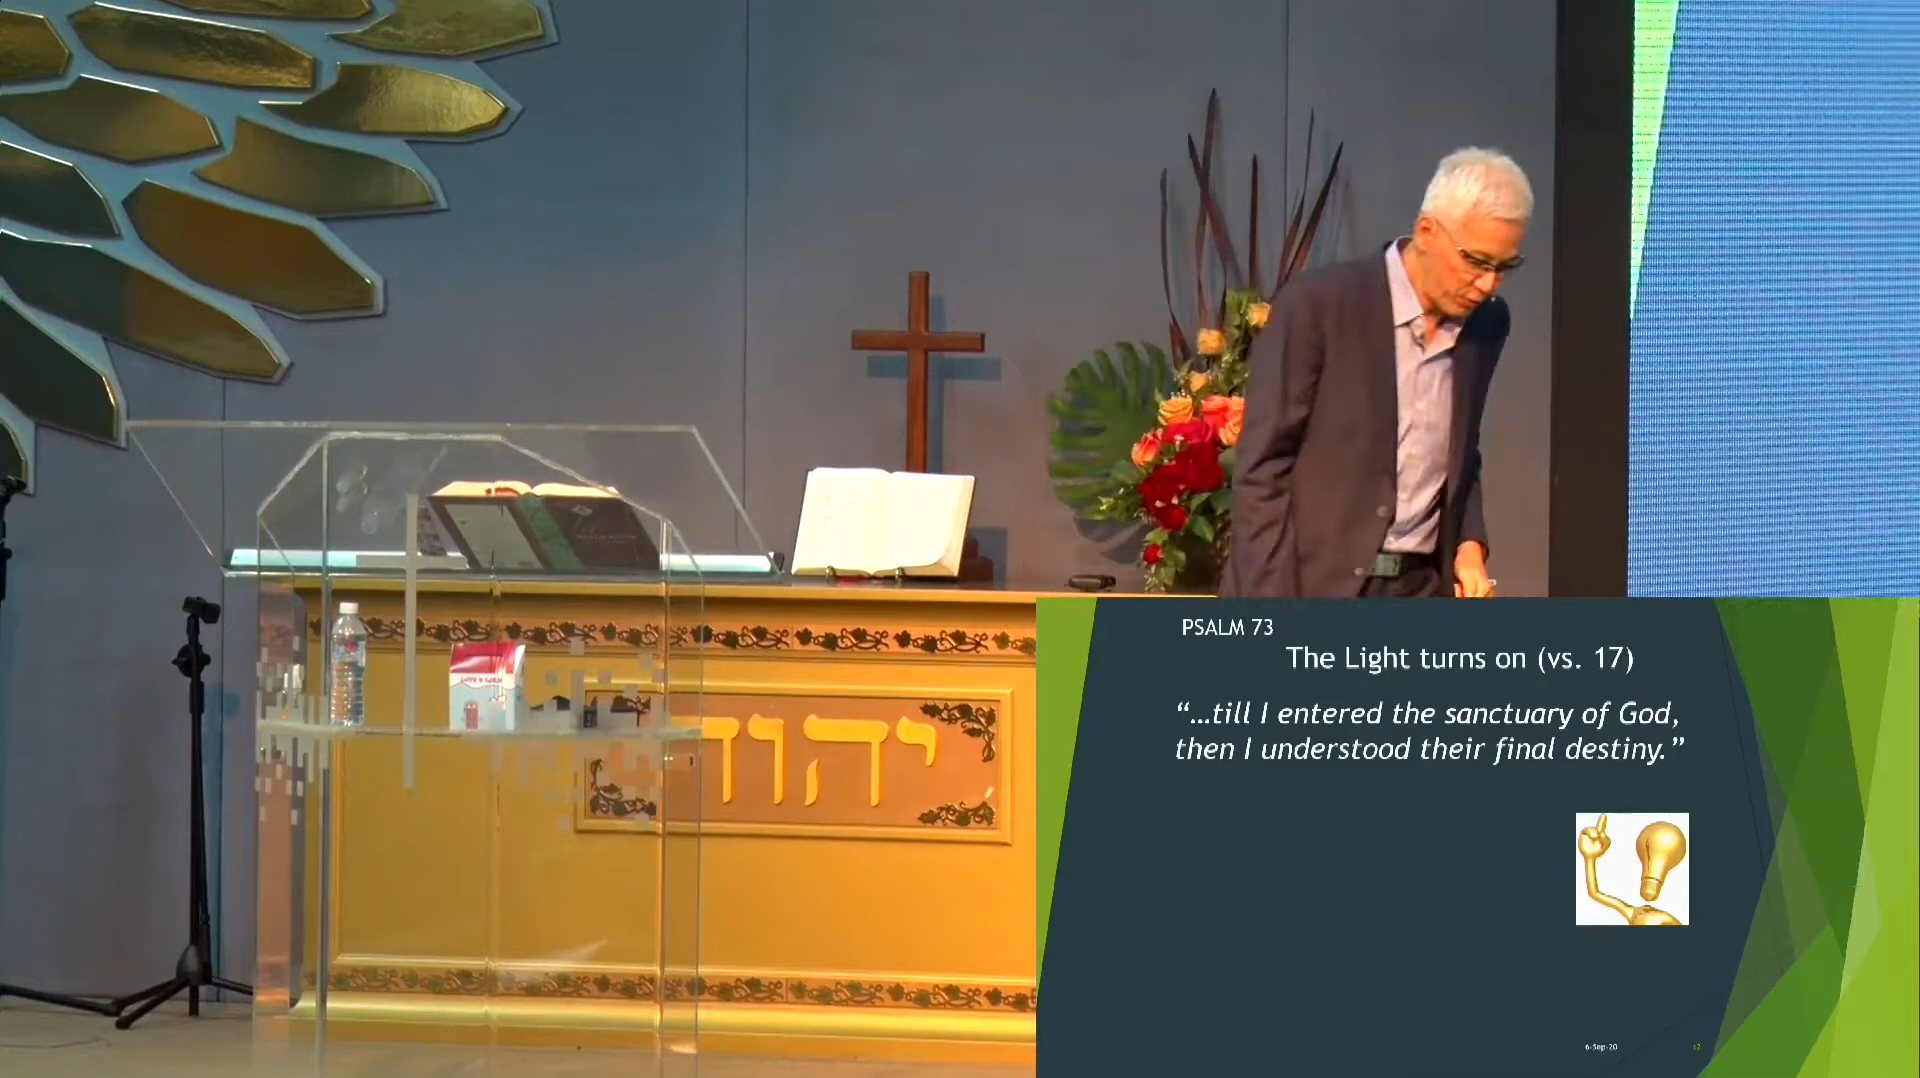 יהוה
PSALM 73
The Light turns on (vs. 17)
“…till I entered the sanctuary of God,
then I understood their final destiny.”
6-Sep-20
12